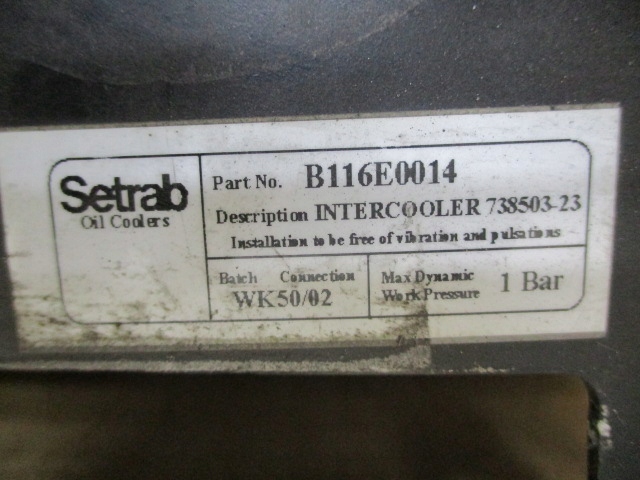 Setrab
Oil Coolers
Part No. B116E0014
Description INTERCOOLER 738503-23
Installation to be free of vibration and pulsations
Batch Connection
WK50/02
Max Dynamic
Work Pressure
1 Bar